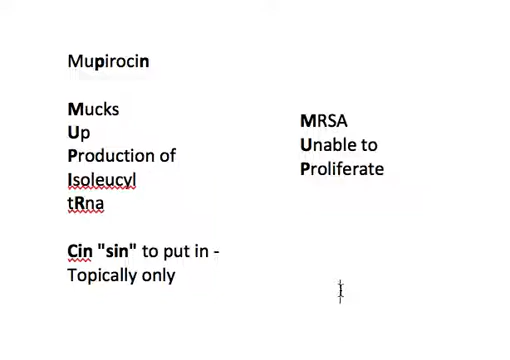 Mupirocin
Mucks
Up
Production of
Isoleucyl
tRna
Cin "sin" to put in -
Topically only
MRSA
Unable to
Proliferate